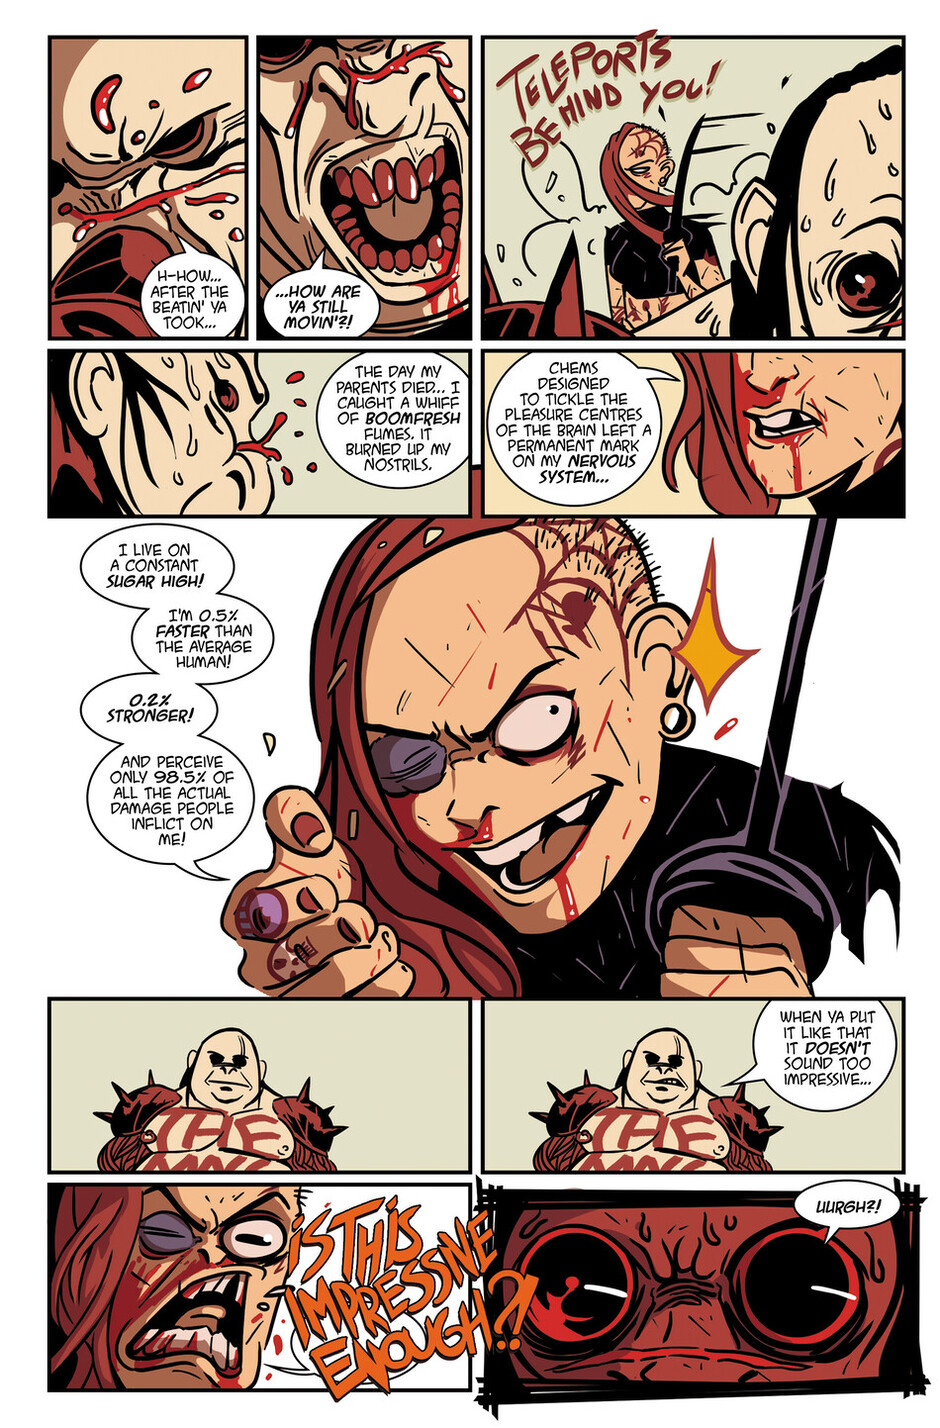 H-HOW...
AFTER THE
BEATIN' YA
TOOK...
...HOW ARE
YA STILL
MOVIN'?!
TELEPORTS
BEHIND YOU!
THE DAY MY
PARENTS DIED... I
CAUGHT A WHIFF
OF BOOMFRESH
FUMES. IT
BURNED UP MY
NOSTRILS.
CHEMS
DESIGNED
TO TICKLE THE
PLEASURE CENTRES
OF THE BRAIN LEFT A
PERMANENT MARK
ON MY NERVOUS
SYSTEM...
I LIVE ON
A CONSTANT
SUGAR HIGH!
I'M 0.5%
FASTER THAN
THE AVERAGE
HUMAN!
0.2%
STRONGER!
AND PERCEIVE
ONLY 98.5% OF
ALL THE ACTUAL
DAMAGE PEOPLE
INFLICT ON
ME!
THE
THE
WHEN YA PUT
IT LIKE THAT
IT DOESN'T
SOUND TOO
IMPRESSIVE...
IS THIS
IMPRESSIVE
ENOUGH?!
UURGH?!